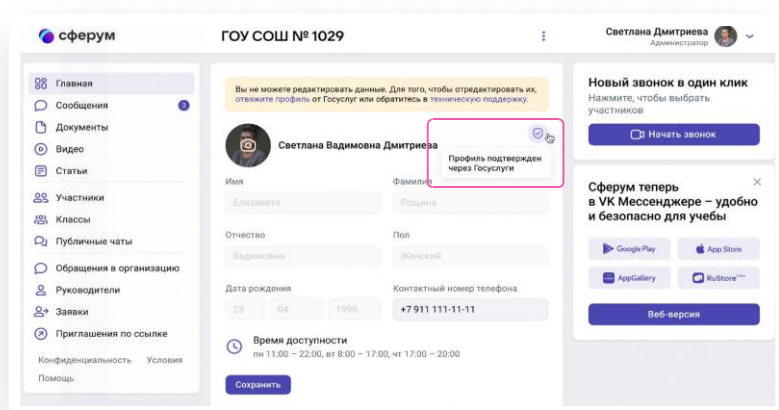 сферум
ГОУ СОШ № 1029
Светлана Дмитриева
Администратор
Главная
Сообщения
3
Документы
Видео
Статьи
Участники
Классы
Публичные чаты
Обращения в организацию
Руководители
Заявки
Приглашения по ссылке
Конфиденциальность Условия
Помощь
Вы не можете редактировать данные. Для того, чтобы отредактировать их,
отвяжите профиль от Госуслуг или обратитесь в техническую поддержку.
Светлана Вадимовна Дмитриева
Профиль подтвержден
через Госуслуги
Имя Фамилия
Елизавета Рощина
Отчество Пол
Вадимовна Женский
Дата рождения Контактный номер телефона
23 04 1990 +7 911 111-11-11
Время доступности
пн 11:00 – 22:00, вт 8:00 – 17:00, чт 17:00 – 20:00
Сохранить
Новый звонок в один клик
Нажмите, чтобы выбрать
участников
Начать звонок
Сферум теперь
в VK Мессенджере – удобно
и безопасно для учебы
Google Play App Store
AppGallery RuStore
Веб-версия